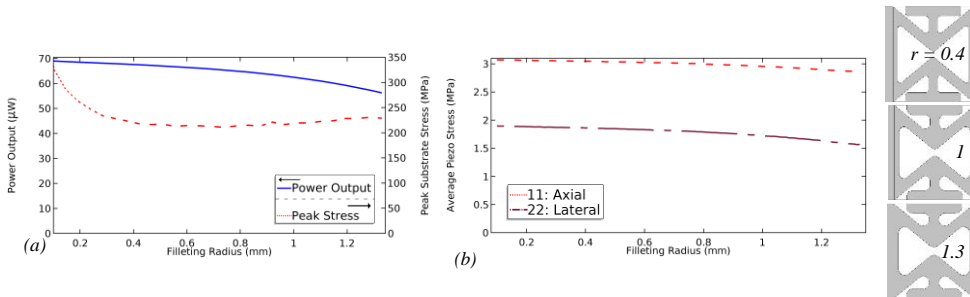 70
60
50
40
30
20
10
0
Power Output (μW)
350
300
250
200
150
100
50
0
Peak Substrate Stress (MPa)
Power Output
Peak Stress
0.2 0.4 0.6 0.8 1 1.2
Filleting Radius (mm)
(a)
3
2.5
2
1.5
1
0.5
0
Average Piezo Stress (MPa)
11: Axial
22: Lateral
0.2 0.4 0.6 0.8 1 1.2
Filleting Radius (mm)
(b)
r = 0.4
1
1.3